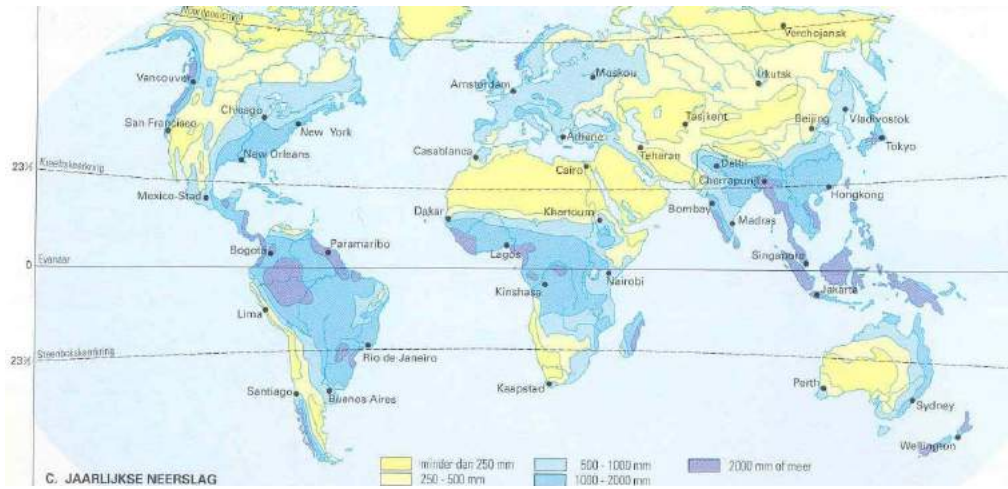 Verchojansk
Moskou
Irkutsk
Vancouver
Amsterdam
Chicago
San Francisco
New York
Tasjkent
Beijing
Vladivostok
Athene
Tokyo
New Orleans
Casablanca
Teheran
Cairo
Delhi
23½
Cherrapunji
Hongkong
Mexico-Stad
Dakar
Khartoum
Bombay
Madras
Bogota
Paramaribo
Lagos
Singapore
0
Evenaar
Kinshasa
Nairobi
Jakarta
Lima
23½
Steenbokskeerkring
Rio de Janeiro
Kaapstad
Perth
Santiago
Buenos Aires
Sydney
Wellington
C. JAARLIJKSE NEERSLAG
minder dan 250 mm
250 - 500 mm
500 - 1000 mm
1000 - 2000 mm
2000 mm of meer